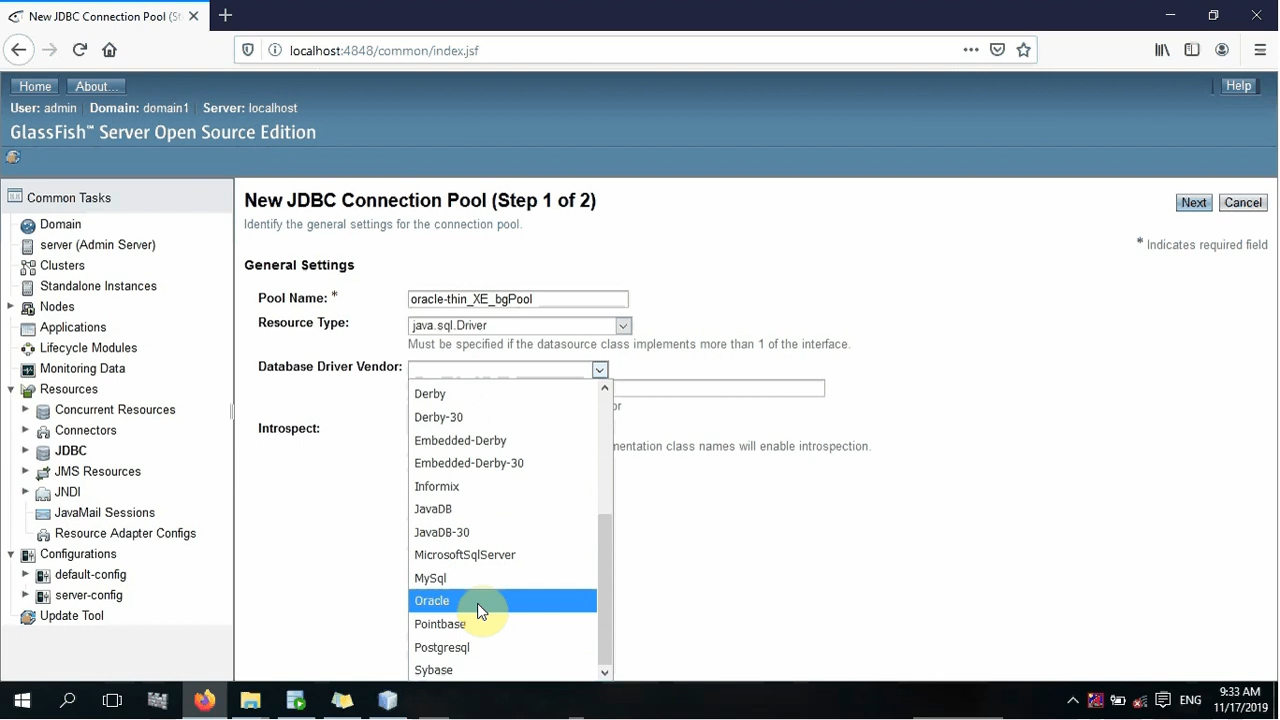 New JDBC Connection Pool (St
localhost:4848/common/index.jsf
Home About...
Help
User: admin Domain: domain1 Server: localhost
GlassFish™ Server Open Source Edition
Common Tasks
Domain
server (Admin Server)
Clusters
Standalone Instances
Nodes
Applications
Lifecycle Modules
Monitoring Data
Resources
Concurrent Resources
Connectors
JDBC
JMS Resources
JNDI
JavaMail Sessions
Resource Adapter Configs
Configurations
default-config
server-config
Update Tool
New JDBC Connection Pool (Step 1 of 2)
Next Cancel
Identify the general settings for the connection pool.
* Indicates required field
General Settings
Pool Name: * oracle-thin_XE_bgPool
Resource Type: java.sql.Driver
Must be specified if the datasource class implements more than 1 of the interface.
Database Driver Vendor:
Derby
or
Derby-30
Introspect:
Embedded-Derby
mentation class names will enable introspection.
Embedded-Derby-30
Informix
JavaDB
JavaDB-30
MicrosoftSqlServer
MySql
Oracle
Pointbase
Postgresql
Sybase
ENG
9:33 AM
11/17/2019